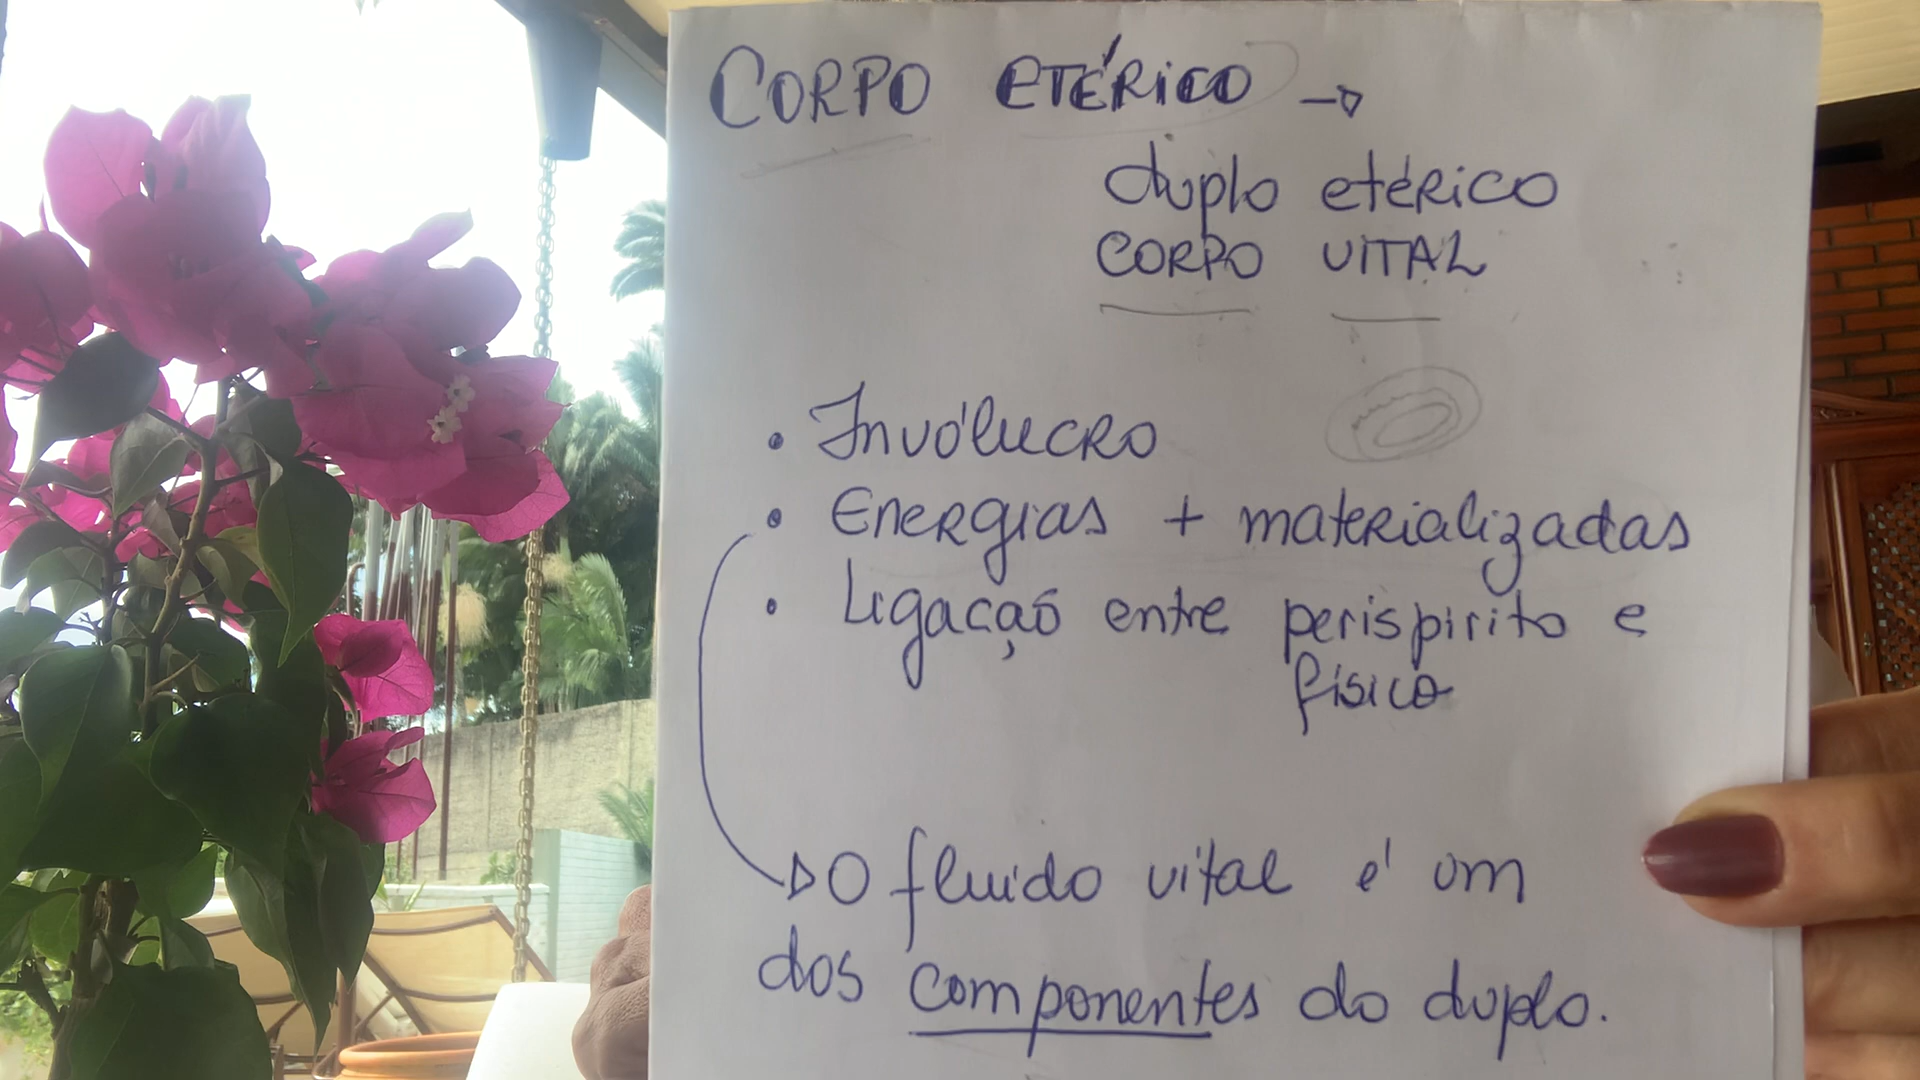 CORPO ETÉRICO →
duplo etérico
CORPO VITAL
• Invólucro
• Energias + materializadas
• Ligação entre perispirito e
físico
→ O fluido vital é um
dos componentes do duplo.